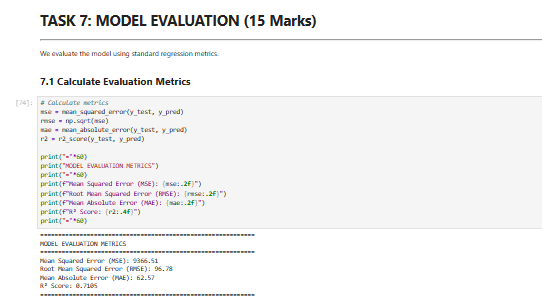 TASK 7: MODEL EVALUATION (15 Marks)
We evaluate the model using standard regression metrics.
7.1 Calculate Evaluation Metrics
[74]:
# Calculate metrics
mse = mean_squared_error(y_test, y_pred)
rmse = np.sqrt(mse)
mae = mean_absolute_error(y_test, y_pred)
r2 = r2_score(y_test, y_pred)
print("="*60)
print("MODEL EVALUATION METRICS")
print("="*60)
print(f"Mean Squared Error (MSE): {mse:.2f}")
print(f"Root Mean Squared Error (RMSE): {rmse:.2f}")
print(f"Mean Absolute Error (MAE): {mae:.2f}")
print(f"R² Score: {r2:.4f}")
print("="*60)
============================================================
MODEL EVALUATION METRICS
============================================================
Mean Squared Error (MSE): 9366.51
Root Mean Squared Error (RMSE): 96.78
Mean Absolute Error (MAE): 62.57
R² Score: 0.7105
============================================================